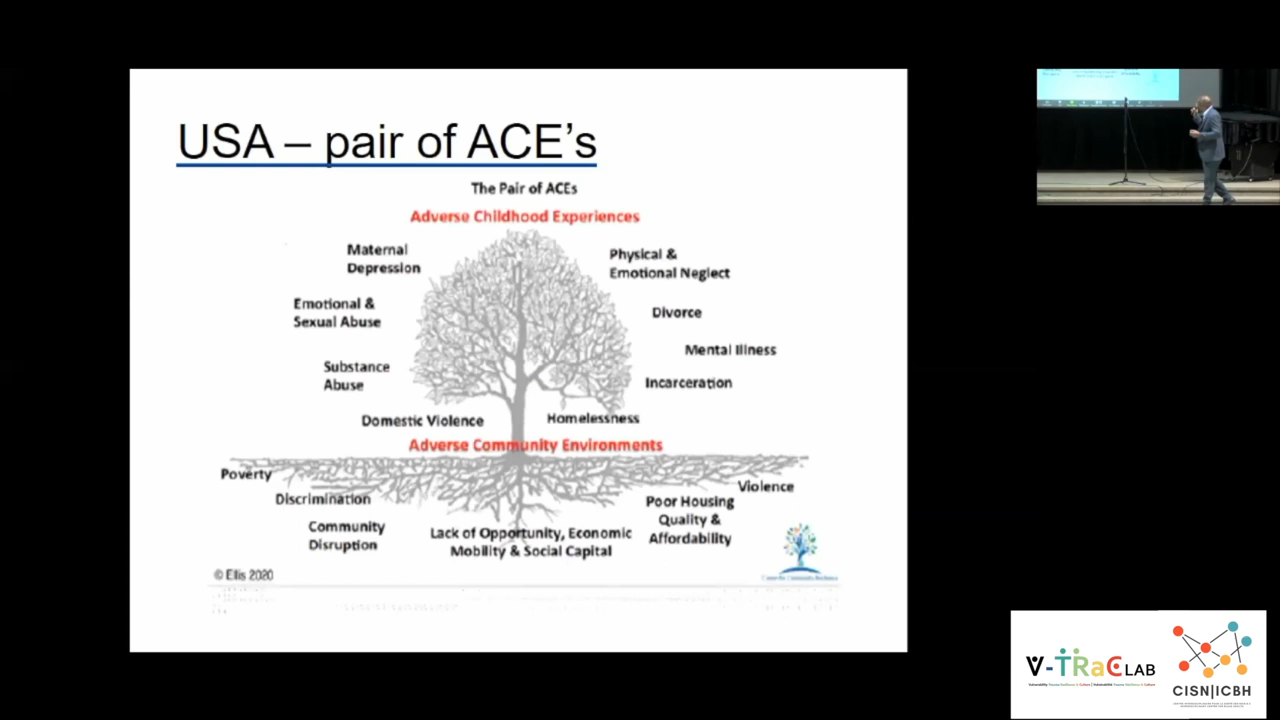 USA – pair of ACE's
The Pair of ACEs
Adverse Childhood Experiences
Maternal
Depression
Physical &
Emotional Neglect
Emotional &
Sexual Abuse
Divorce
Mental Illness
Substance
Abuse
Incarceration
Domestic Violence
Homelessness
Adverse Community Environments
Poverty
Violence
Discrimination
Poor Housing
Quality &
Affordability
Community
Disruption
Lack of Opportunity, Economic
Mobility & Social Capital
© Ellis 2020
V-TRaC LAB
CISN|ICBH